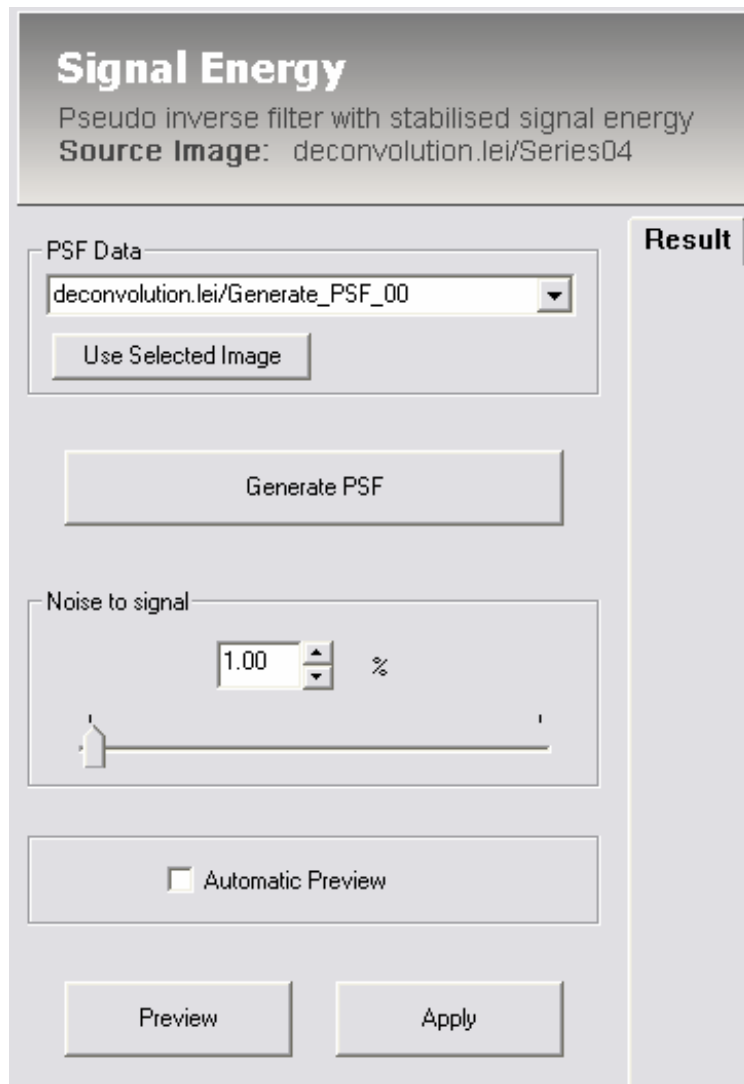 Signal Energy
Pseudo inverse filter with stabilised signal energy
Source Image: deconvolution.lei/Series04
Result
PSF Data
deconvolution.lei/Generate_PSF_00
Use Selected Image
Generate PSF
Noise to signal
1.00 %
Automatic Preview
Preview Apply